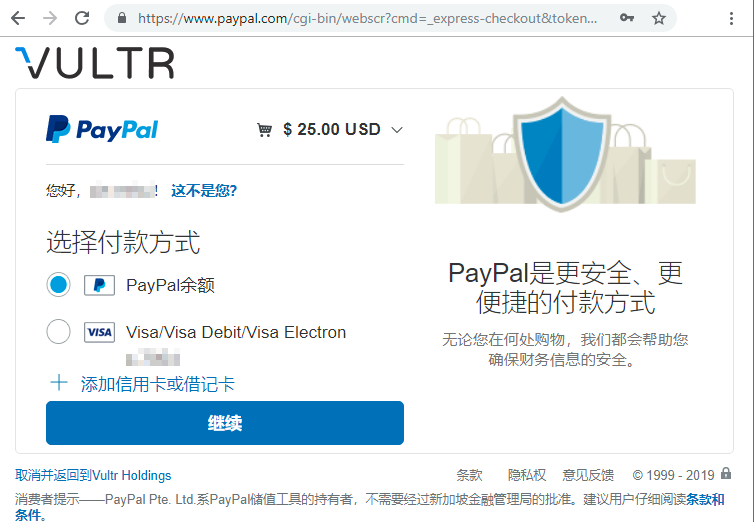 https://www.paypal.com/cgi-bin/webscr?cmd=_express-checkout&token...
VULTR
PayPal
$ 25.00 USD
您好，
！ 这不是您?
选择付款方式
PayPal余额
VISA
Visa/Visa Debit/Visa Electron
添加信用卡或借记卡
继续
PayPal是更安全、更
便捷的付款方式
无论您在何处购物，我们都会帮助您
确保财务信息的安全。
取消并返回到Vultr Holdings
条款 隐私权 意见反馈 © 1999 - 2019
消费者提示——PayPal Pte. Ltd.系PayPal储值工具的持有者，不需要经过新加坡金融管理局的批准。建议用户仔细阅读条款和
条件。